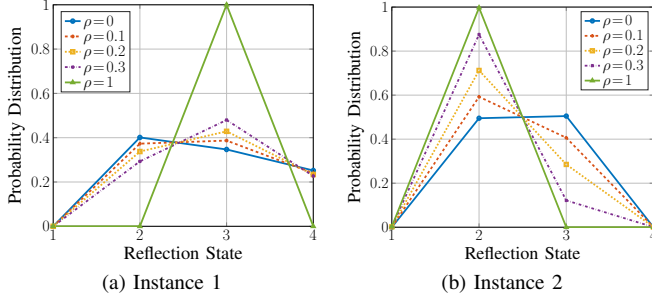 Probability Distribution
1
0.8
0.6
0.4
0.2
0
1
2
3
4
ρ=0
ρ=0.1
ρ=0.2
ρ=0.3
ρ=1
Reflection State
(a) Instance 1
Probability Distribution
1
0.8
0.6
0.4
0.2
0
1
2
3
4
ρ=0
ρ=0.1
ρ=0.2
ρ=0.3
ρ=1
Reflection State
(b) Instance 2